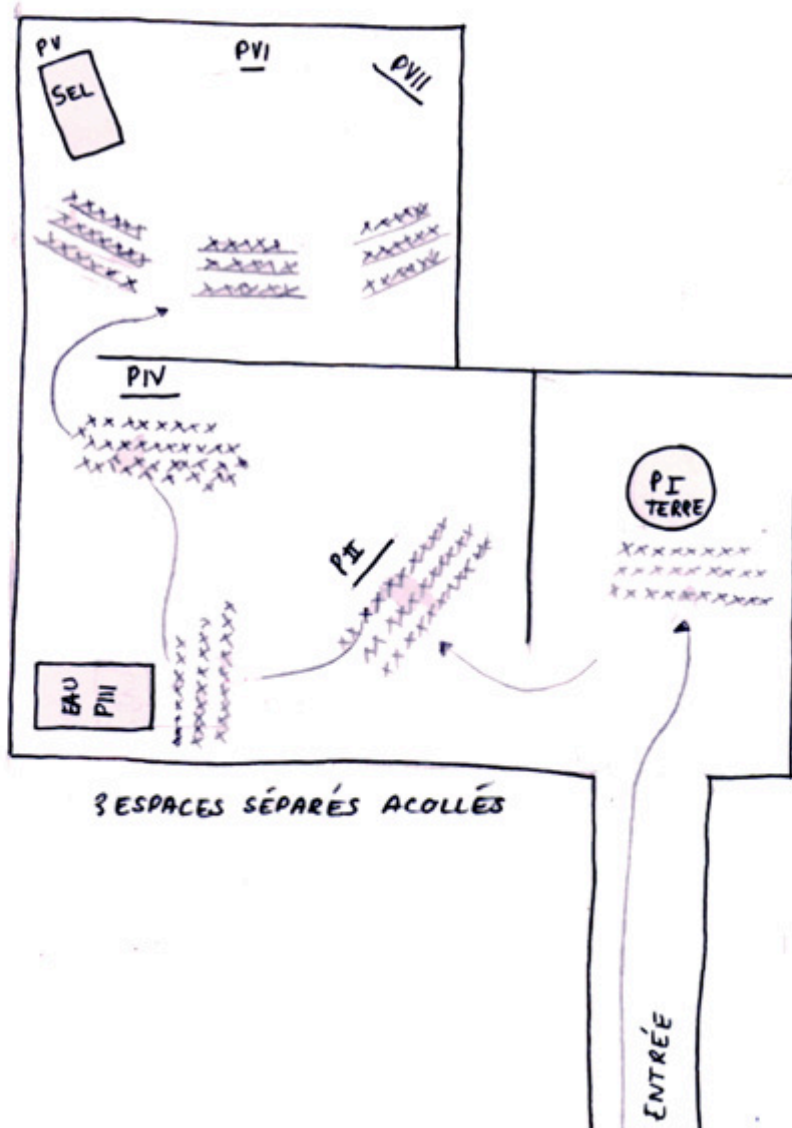 PV
SEL
PVI
PVII
PIV
PII
PI
TERRE
EAU
PIII
3 ESPACES SÉPARÉS ACOLLÉS
ENTRÉE